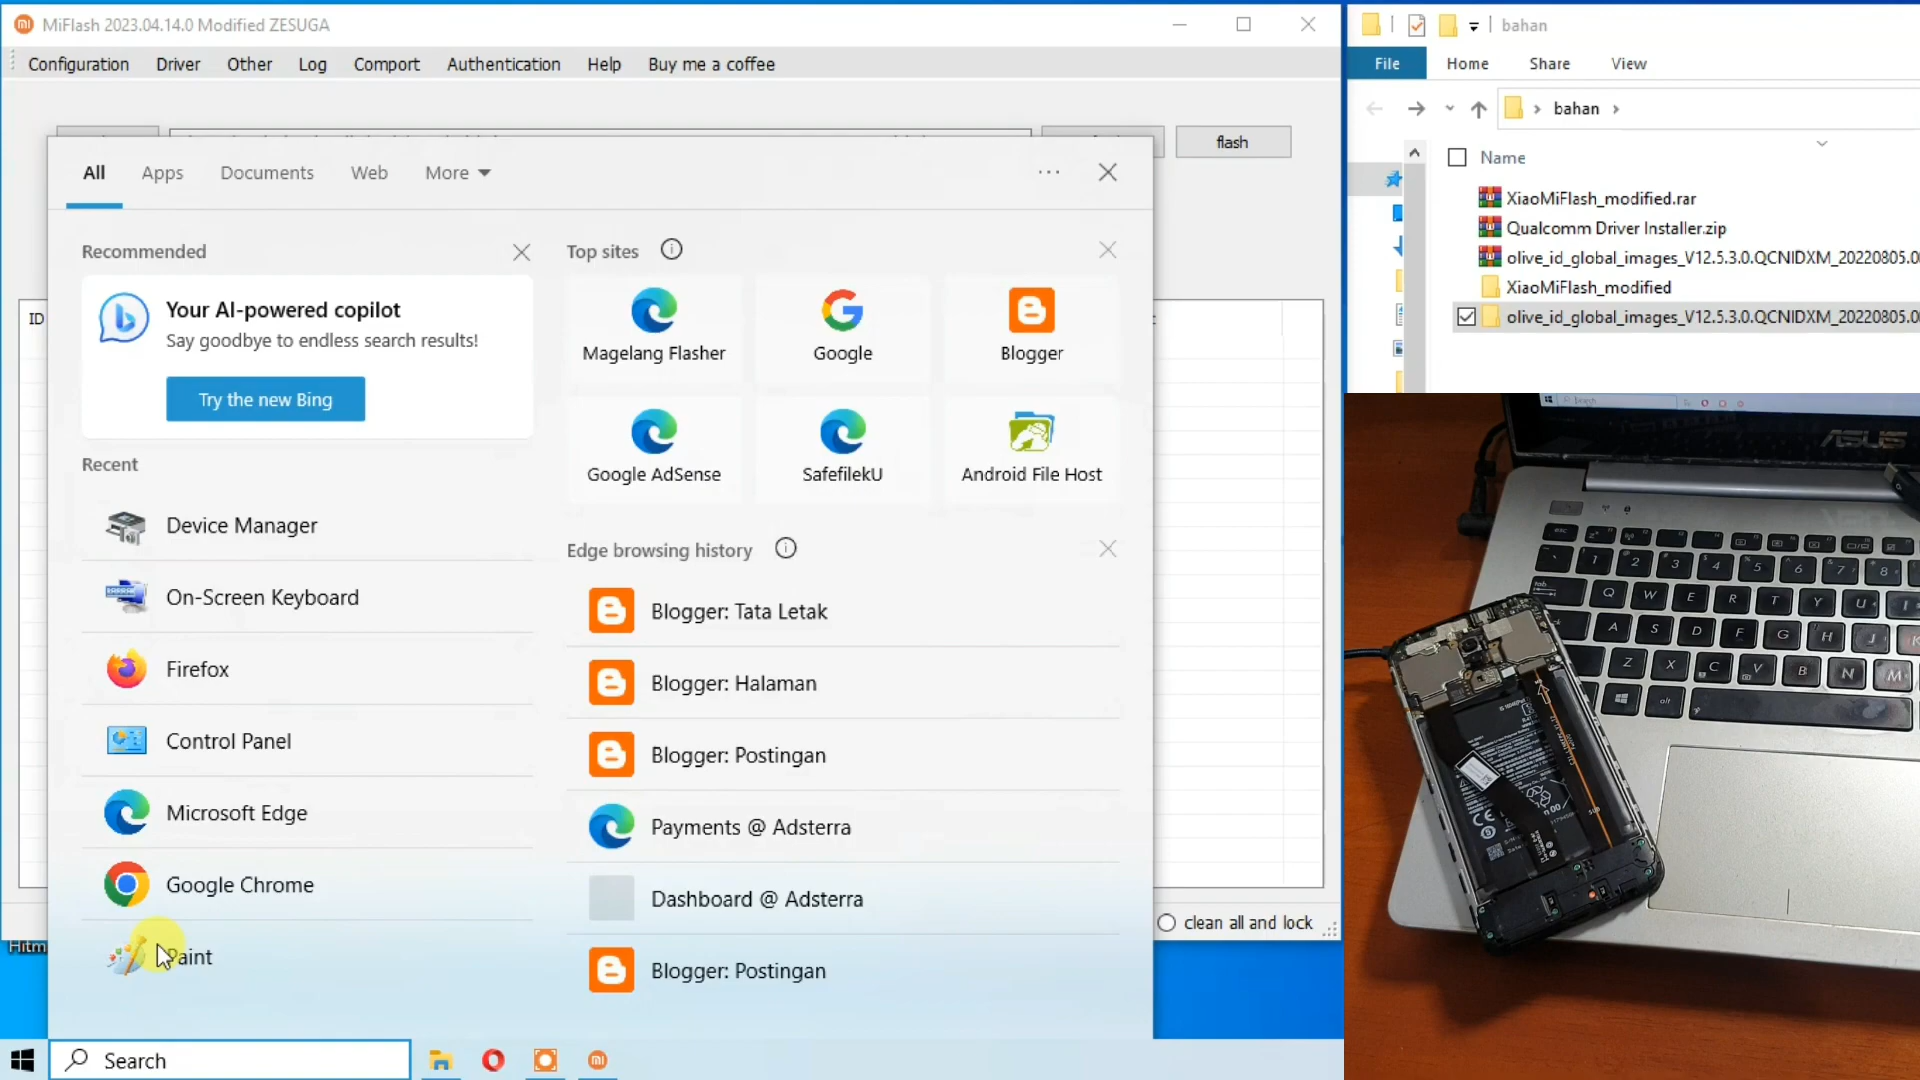 MiFlash 2023.04.14.0 Modified ZESUGA
Configuration Driver Other Log Comport Authentication Help Buy me a coffee
flash
All Apps Documents Web More
Recommended
Your AI-powered copilot
Say goodbye to endless search results!
Try the new Bing
Recent
Device Manager
On-Screen Keyboard
Firefox
Control Panel
Microsoft Edge
Google Chrome
Paint
Top sites
Magelang Flasher
Google
Blogger
Google AdSense
SafefilekU
Android File Host
Edge browsing history
Blogger: Tata Letak
Blogger: Halaman
Blogger: Postingan
Payments @ Adsterra
Dashboard @ Adsterra
Blogger: Postingan
ID
clean all and lock
Hitm
Search
bahan
File Home Share View
bahan
Name
XiaoMiFlash_modified.rar
Qualcomm Driver Installer.zip
olive_id_global_images_V12.5.3.0.QCNIDXM_20220805.0
XiaoMiFlash_modified
olive_id_global_images_V12.5.3.0.QCNIDXM_20220805.0
ASUS
Q W E R T Y U
A S D F G H J
Z X C V B N M
alt